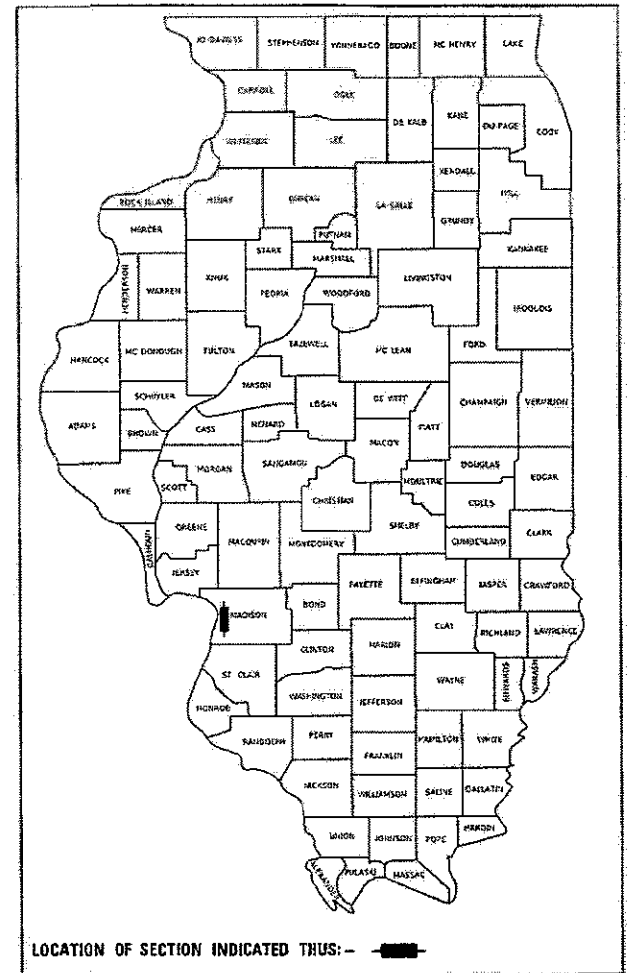 JO DAVIESS STEPHENSON WINNEBAGO BOONE MC HENRY LAKE
CARROLL OGLE
DE KALB KANE DU PAGE COOK
WHITESIDE LEE
KENDALL
ROCK ISLAND HENRY BUREAU LA SALLE WILL
MERCER PUTNAM GRUNDY
STARK MARSHALL KANKAKEE
HENDERSON WARREN KNOX PEORIA WOODFORD LIVINGSTON
IROQUOIS
HANCOCK MC DONOUGH FULTON TAZEWELL MC LEAN FORD
MASON
SCHUYLER LOGAN DE WITT CHAMPAIGN VERMILION
ADAMS BROWN CASS MENARD PIATT
MACON
PIKE SCOTT MORGAN SANGAMON MOULTRIE DOUGLAS EDGAR
CHRISTIAN COLES
CALHOUN GREENE MACOUPIN MONTGOMERY SHELBY CUMBERLAND CLARK
JERSEY
FAYETTE EFFINGHAM JASPER CRAWFORD
MADISON BOND
CLAY RICHLAND LAWRENCE
CLINTON MARION
ST CLAIR WAYNE EDWARDS WABASH
WASHINGTON JEFFERSON
MONROE
RANDOLPH PERRY HAMILTON WHITE
FRANKLIN
JACKSON WILLIAMSON SALINE GALLATIN
UNION JOHNSON POPE HARDIN
ALEXANDER PULASKI MASSAC
LOCATION OF SECTION INDICATED THUS:-